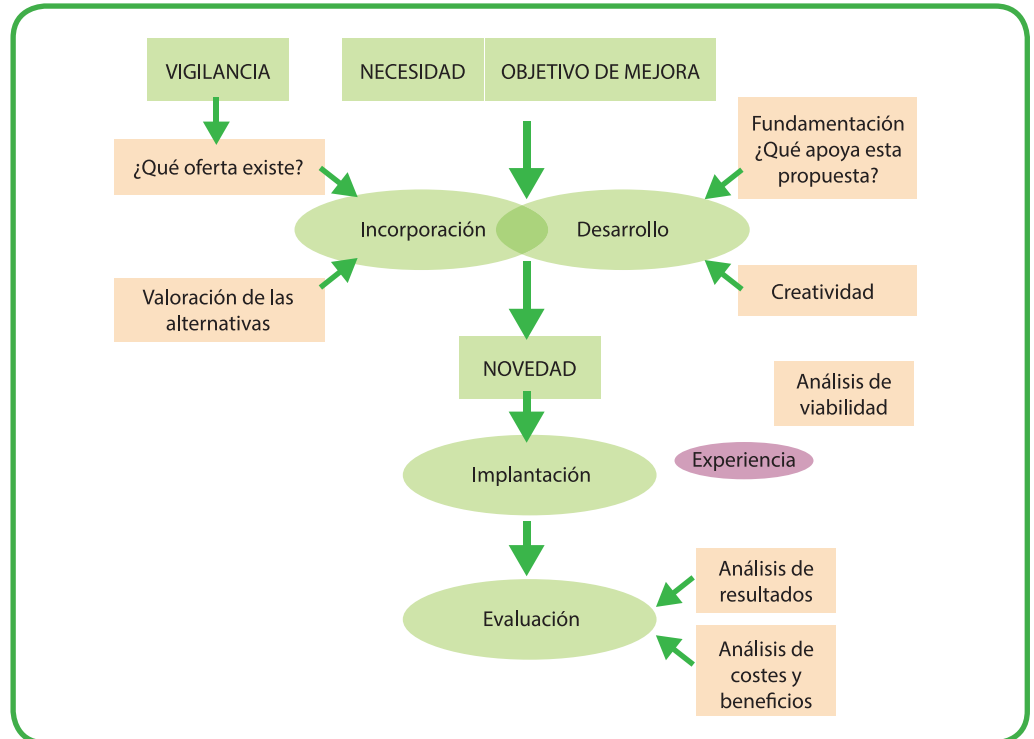 VIGILANCIA
NECESIDAD
OBJETIVO DE MEJORA
¿Qué oferta existe?
Fundamentación
¿Qué apoya esta
propuesta?
Incorporación
Desarrollo
Valoración de las
alternativas
Creatividad
NOVEDAD
Análisis de
viabilidad
Implantación
Experiencia
Evaluación
Análisis de
resultados
Análisis de
costes y
beneficios